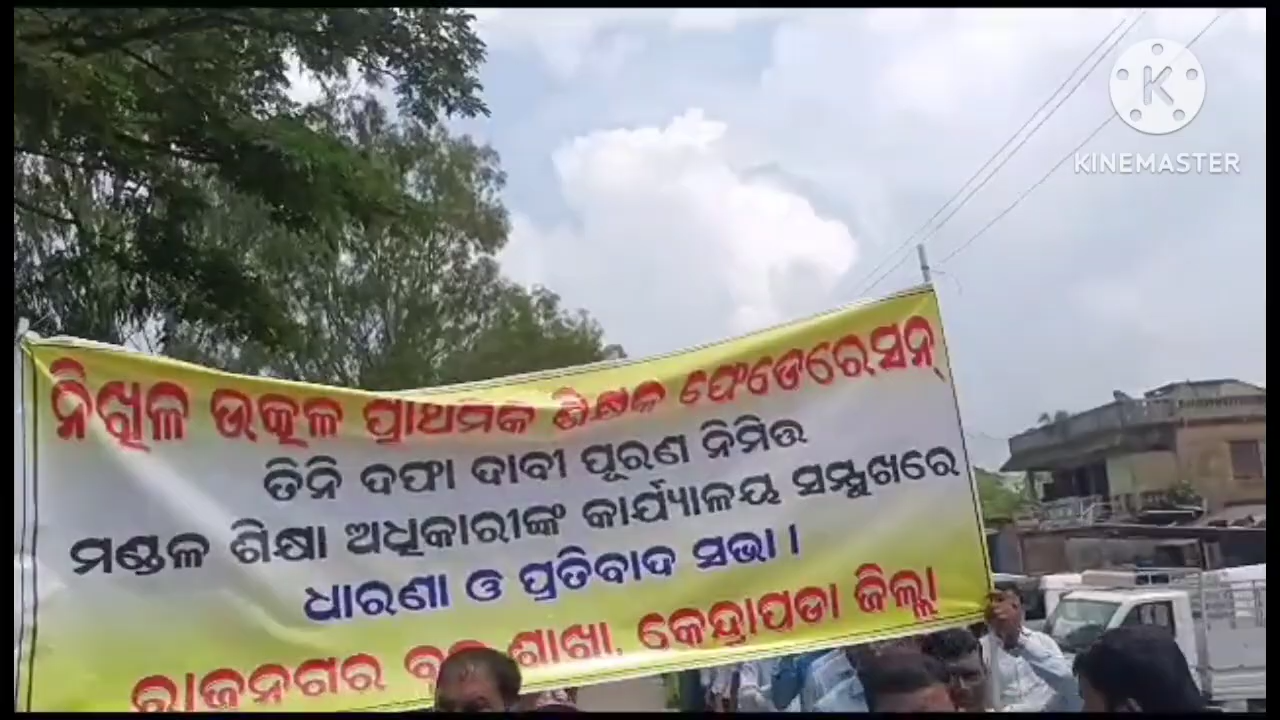 ନିଖିଳ ଉତ୍କଳ ପ୍ରାଥମିକ ଶିକ୍ଷକ ଫେଡେରେସନ୍
ତିନି ଦଫା ଦାବୀ ପୂରଣ ନିମିତ୍ତ
ମଣ୍ଡଳ ଶିକ୍ଷା ଅଧିକାରୀଙ୍କ କାର୍ଯ୍ୟାଳୟ ସମ୍ମୁଖରେ
ଧାରଣା ଓ ପ୍ରତିବାଦ ସଭା ।
ରାଜନଗର ଶାଖା, କେନ୍ଦ୍ରାପଡା ଜିଲ୍ଲା
KINEMASTER